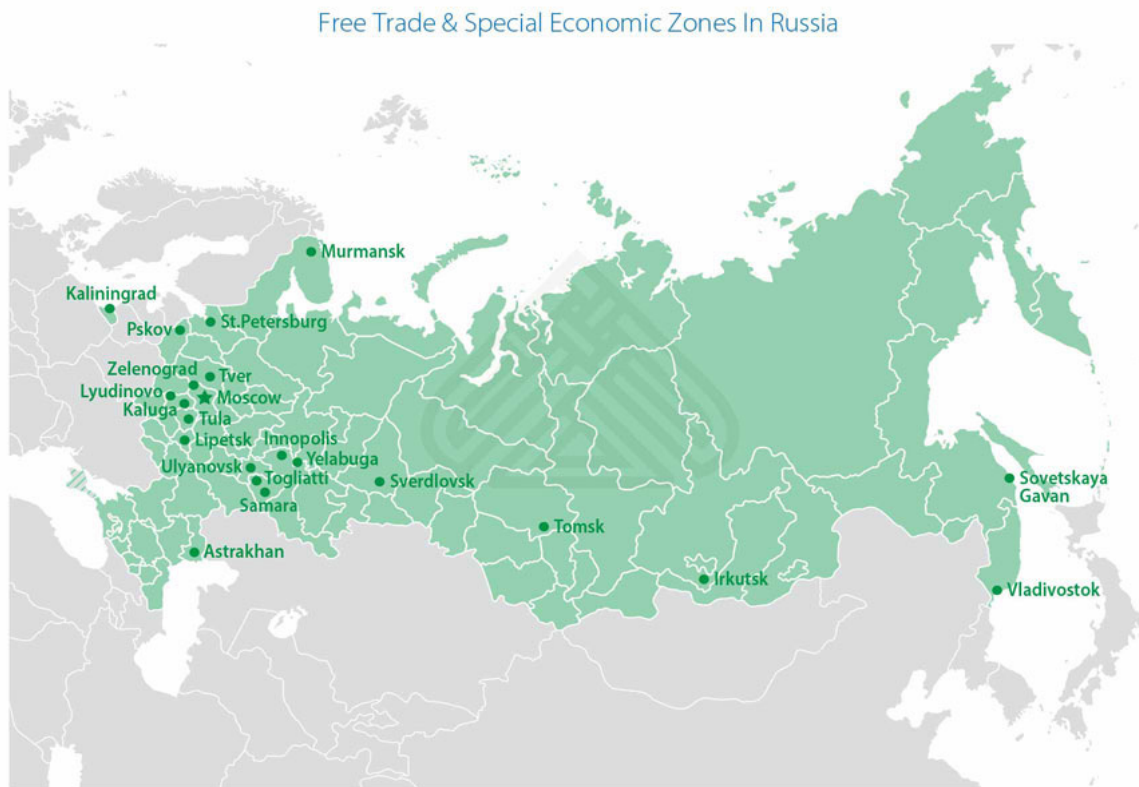 Free Trade & Special Economic Zones In Russia
Murmansk
Kaliningrad
St.Petersburg
Pskov
Zelenograd
Tver
Lyudinovo
Moscow
Kaluga
Tula
Lipetsk
Innopolis
Ulyanovsk
Yelabuga
Togliatti
Sverdlovsk
Samara
Sovetskaya
Gavan
Tomsk
Astrakhan
Irkutsk
Vladivostok